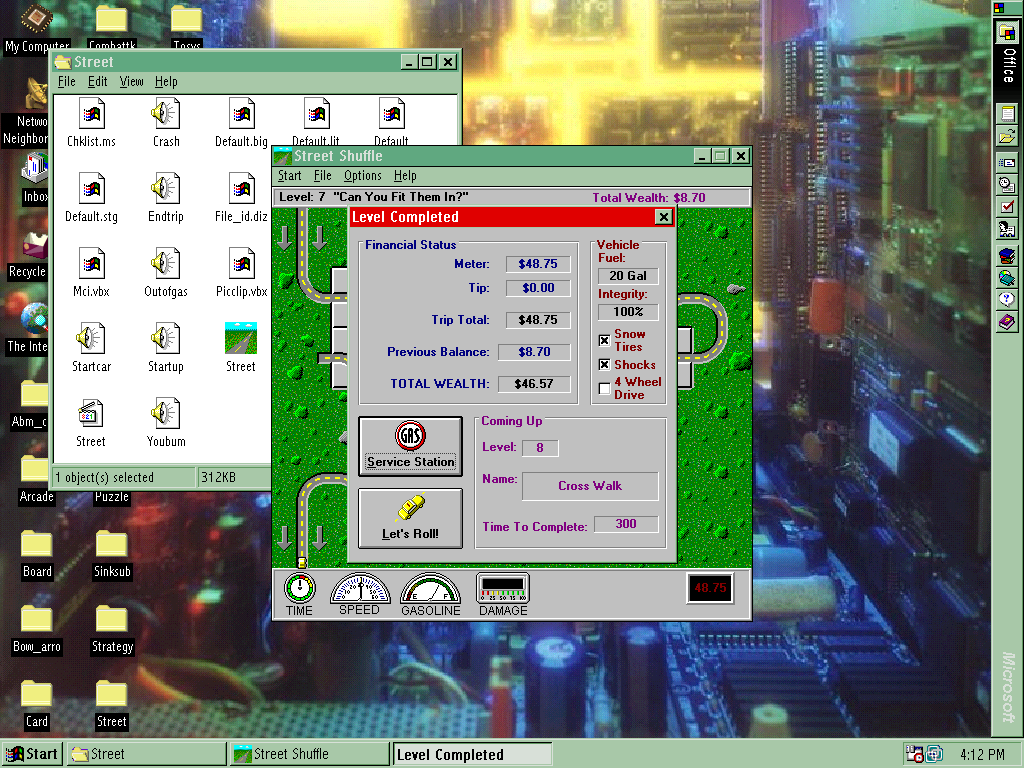 My Computer
Combattk
Tosys
Network
Neighbor
Inbox
Recycle
The Inte
Abm_c
Arcade
Puzzle
Board
Sinksub
Bow_arro
Strategy
Card
Street
Street
File Edit View Help
Chklist.ms
Crash
Default.big
Default.lit
Default
Default.stg
Endtrip
File_id.diz
Mci.vbx
Outofgas
Picclip.vbx
Startcar
Startup
Street
Street
Youbum
1 object(s) selected
312KB
Street Shuffle
Start File Options Help
Level: 7 "Can You Fit Them In?"
Total Wealth: $8.70
Level Completed
Financial Status
Meter: $48.75
Tip: $0.00
Trip Total: $48.75
Previous Balance: $8.70
TOTAL WEALTH: $46.57
Vehicle
Fuel:
20 Gal
Integrity:
100%
Snow
Tires
Shocks
4 Wheel
Drive
GAS
Service Station
Let's Roll!
Coming Up
Level: 8
Name: Cross Walk
Time To Complete: 300
TIME
SPEED
E F
GASOLINE
DAMAGE
48.75
Office
Microsoft
Start
Street
Street Shuffle
Level Completed
4:12 PM